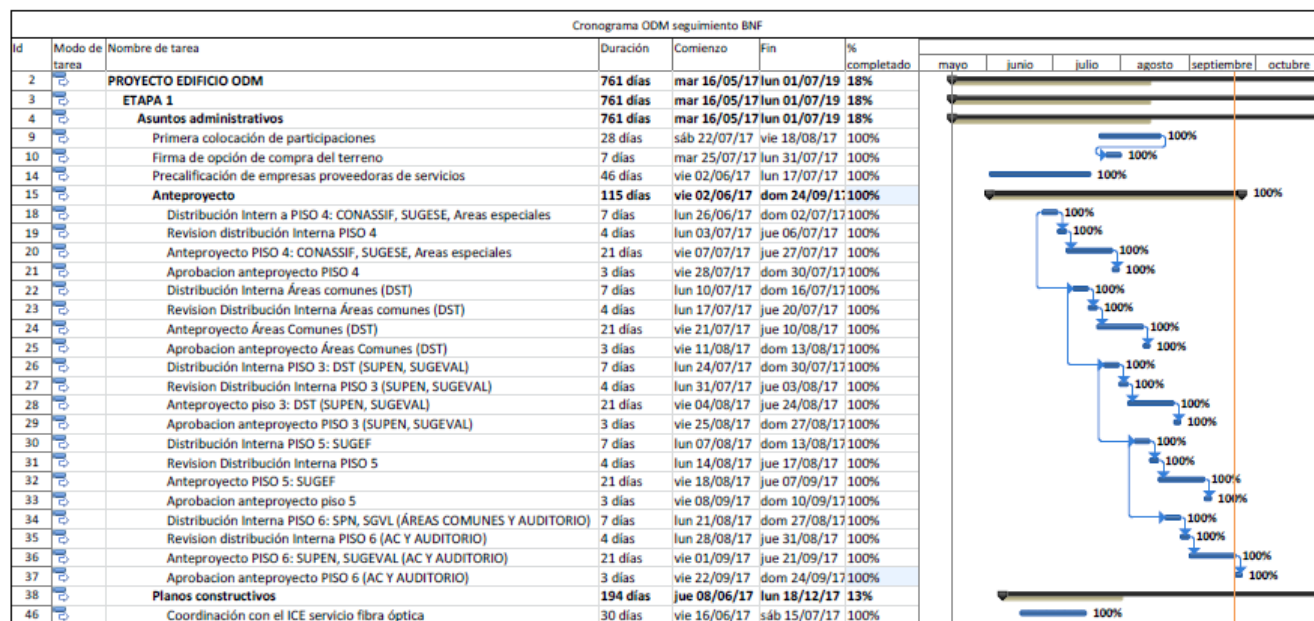 Cronograma ODM seguimiento BNF
Id Modo de tarea Nombre de tarea Duración Comienzo Fin % completado mayo junio julio agosto septiembre octubre
2 PROYECTO EDIFICIO ODM 761 días mar 16/05/17 lun 01/07/19 18%
3 ETAPA 1 761 días mar 16/05/17 lun 01/07/19 18%
4 Asuntos administrativos 761 días mar 16/05/17 lun 01/07/19 18%
9 Primera colocación de participaciones 28 días sáb 22/07/17 vie 18/08/17 100% 100%
10 Firma de opción de compra del terreno 7 días mar 25/07/17 lun 31/07/17 100% 100%
14 Precalificación de empresas proveedoras de servicios 46 días vie 02/06/17 lun 17/07/17 100% 100%
15 Anteproyecto 115 días vie 02/06/17 dom 24/09/17 100% 100%
18 Distribución Intern a PISO 4: CONASSIF, SUGESE, Areas especiales 7 días lun 26/06/17 dom 02/07/17 100% 100%
19 Revision distribución Interna PISO 4 4 días lun 03/07/17 jue 06/07/17 100% 100%
20 Anteproyecto PISO 4: CONASSIF, SUGESE, Areas especiales 21 días vie 07/07/17 jue 27/07/17 100% 100%
21 Aprobacion anteproyecto PISO 4 3 días vie 28/07/17 dom 30/07/17 100% 100%
22 Distribución Interna Áreas comunes (DST) 7 días lun 10/07/17 dom 16/07/17 100% 100%
23 Revision Distribución Interna Áreas comunes (DST) 4 días lun 17/07/17 jue 20/07/17 100% 100%
24 Anteproyecto Áreas Comunes (DST) 21 días vie 21/07/17 jue 10/08/17 100% 100%
25 Aprobacion anteproyecto Áreas Comunes (DST) 3 días vie 11/08/17 dom 13/08/17 100% 100%
26 Distribución Interna PISO 3: DST (SUPEN, SUGEVAL) 7 días lun 24/07/17 dom 30/07/17 100% 100%
27 Revision Distribución Interna PISO 3 (SUPEN, SUGEVAL) 4 días lun 31/07/17 jue 03/08/17 100% 100%
28 Anteproyecto piso 3: DST (SUPEN, SUGEVAL) 21 días vie 04/08/17 jue 24/08/17 100% 100%
29 Aprobacion anteproyecto PISO 3 (SUPEN, SUGEVAL) 3 días vie 25/08/17 dom 27/08/17 100% 100%
30 Distribución Interna PISO 5: SUGEF 7 días lun 07/08/17 dom 13/08/17 100% 100%
31 Revision Distribución Interna PISO 5 4 días lun 14/08/17 jue 17/08/17 100% 100%
32 Anteproyecto PISO 5: SUGEF 21 días vie 18/08/17 jue 07/09/17 100% 100%
33 Aprobacion anteproyecto piso 5 3 días vie 08/09/17 dom 10/09/17 100% 100%
34 Distribución Interna PISO 6: SPN, SGVL (ÁREAS COMUNES Y AUDITORIO) 7 días lun 21/08/17 dom 27/08/17 100% 100%
35 Revision distribución Interna PISO 6 (AC Y AUDITORIO) 4 días lun 28/08/17 jue 31/08/17 100% 100%
36 Anteproyecto PISO 6: SUPEN, SUGEVAL (AC Y AUDITORIO) 21 días vie 01/09/17 jue 21/09/17 100% 100%
37 Aprobacion anteproyecto PISO 6 (AC Y AUDITORIO) 3 días vie 22/09/17 dom 24/09/17 100% 100%
38 Planos constructivos 194 días jue 08/06/17 lun 18/12/17 13%
46 Coordinación con el ICE servicio fibra óptica 30 días vie 16/06/17 sáb 15/07/17 100% 100%